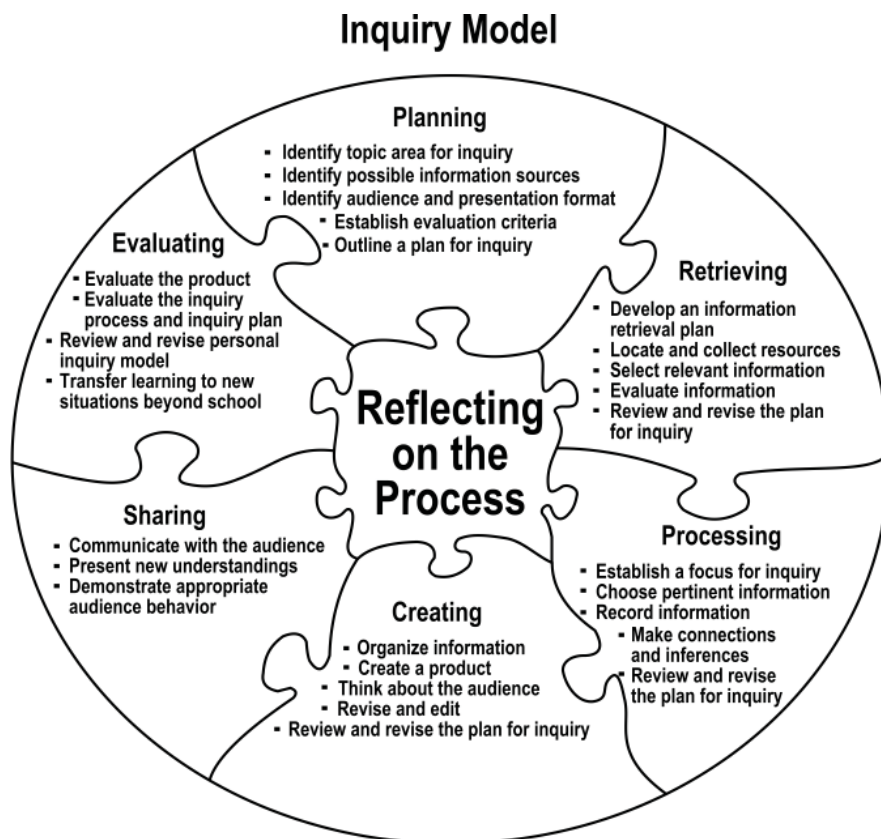 Inquiry Model
Planning
- Identify topic area for inquiry
- Identify possible information sources
- Identify audience and presentation format
- Establish evaluation criteria
- Outline a plan for inquiry
Retrieving
- Develop an information
retrieval plan
- Locate and collect resources
- Select relevant information
- Evaluate information
- Review and revise the plan
for inquiry
Processing
- Establish a focus for inquiry
- Choose pertinent information
- Record information
- Make connections
and inferences
- Review and revise
the plan for inquiry
Creating
- Organize information
- Create a product
- Think about the audience
- Revise and edit
- Review and revise the plan for inquiry
Sharing
- Communicate with the audience
- Present new understandings
- Demonstrate appropriate
audience behavior
Evaluating
- Evaluate the product
- Evaluate the inquiry
process and inquiry plan
- Review and revise personal
inquiry model
- Transfer learning to new
situations beyond school
Reflecting
on the
Process